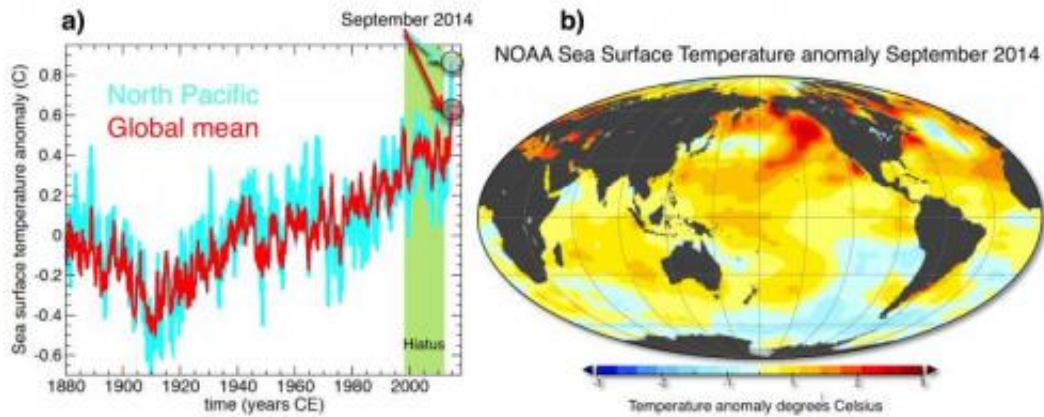 a)
September 2014
Sea surface temperature anomaly (C)
0.8
0.6
0.4
0.2
0
-0.2
-0.4
-0.6
North Pacific
Global mean
Hiatus
1880 1900 1920 1940 1960 1980 2000
time (years CE)
b)
NOAA Sea Surface Temperature anomaly September 2014
Temperature anomaly degrees Celsius